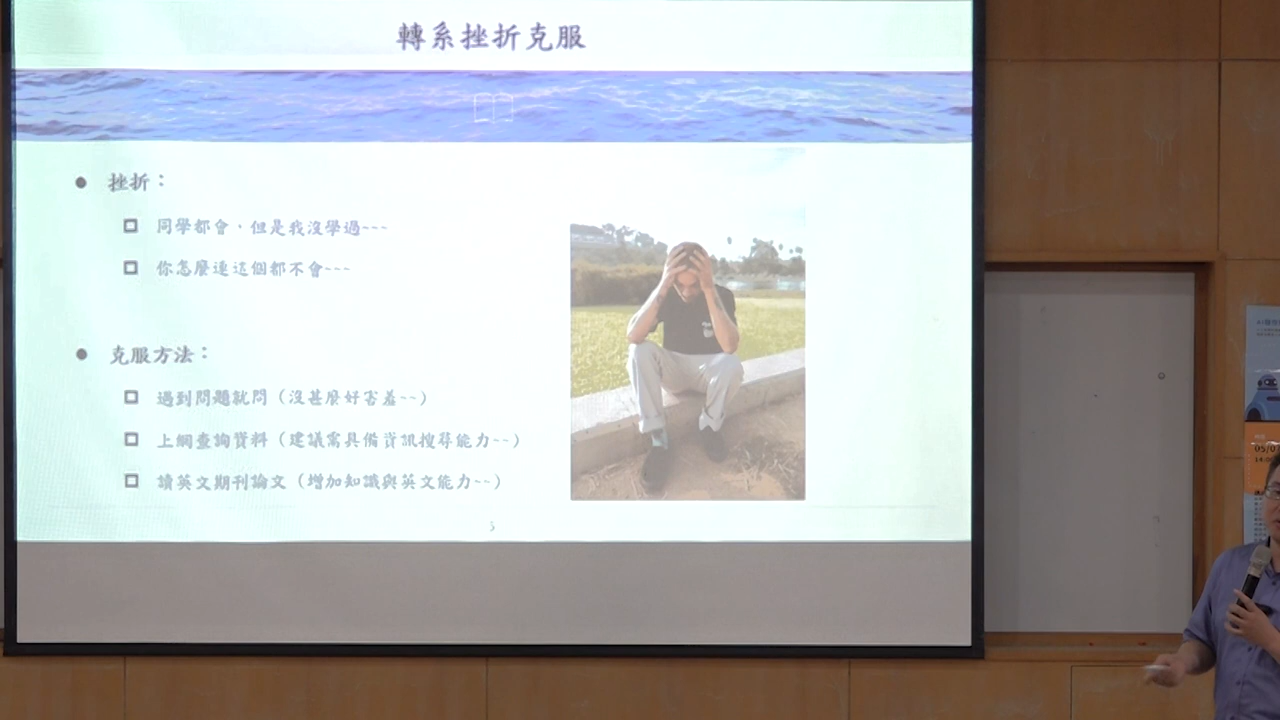 轉系挫折克服
● 挫折：
同學都會，但是我沒學過~~~
你怎麼連這個都不會~~~
● 克服方法：
遇到問題就問（沒甚麼好害羞~~）
上網查詢資料（建議需具備資訊搜尋能力~~）
讀英文期刊論文（增加知識與英文能力~~）
5